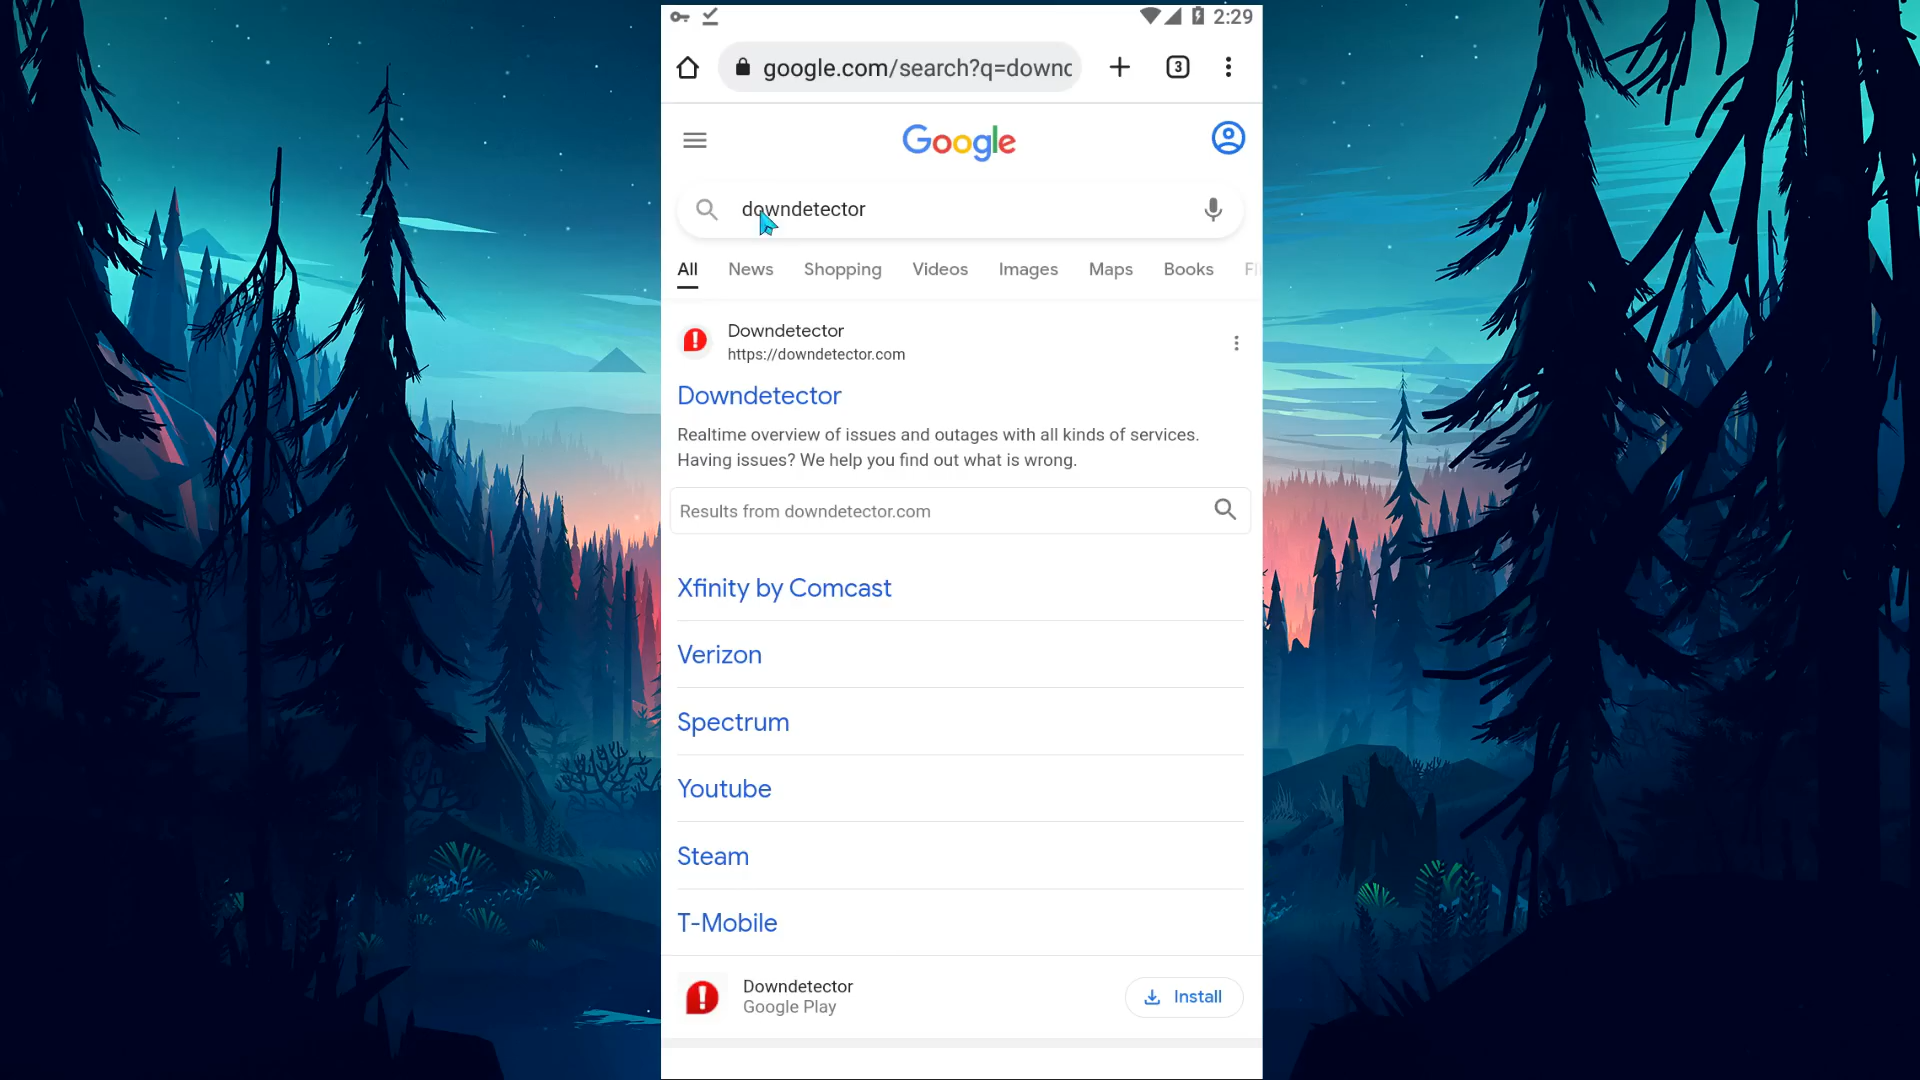 2:29
google.com/search?q=downd
3
Google
downdetector
All News Shopping Videos Images Maps Books
Downdetector
https://downdetector.com
Downdetector
Realtime overview of issues and outages with all kinds of services.
Having issues? We help you find out what is wrong.
Results from downdetector.com
Xfinity by Comcast
Verizon
Spectrum
Youtube
Steam
T-Mobile
Downdetector
Google Play
Install